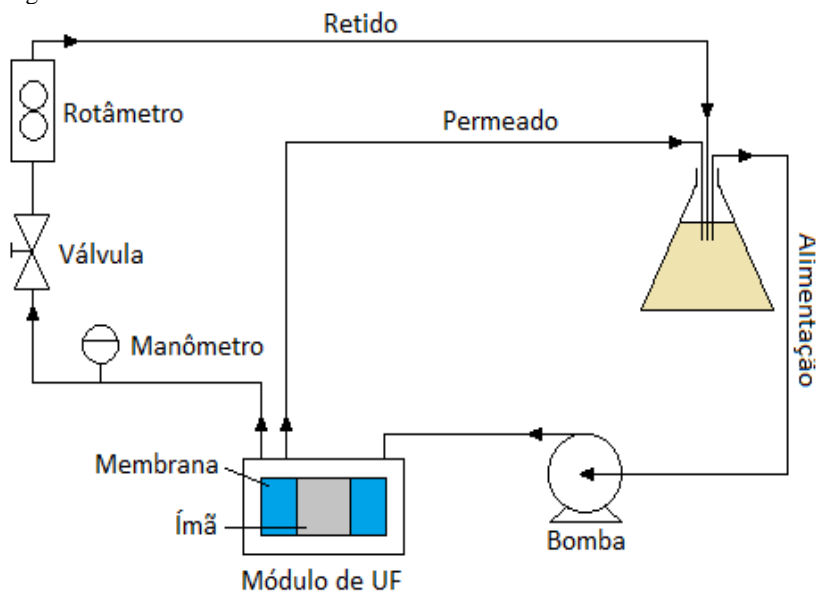 Retido
Rotâmetro
Permeado
Válvula
Alimentação
Manômetro
Membrana
Ímã
Bomba
Módulo de UF